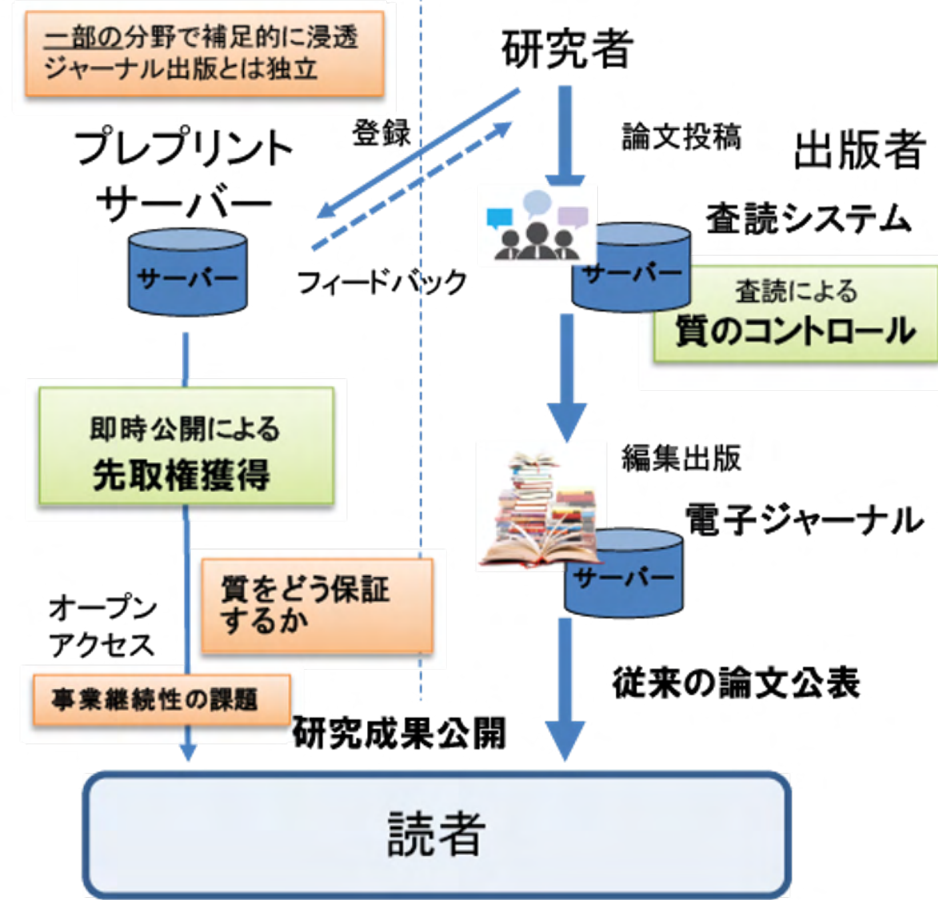 一部の分野で補足的に浸透
ジャーナル出版とは独立
研究者
プレプリント
サーバー
登録
論文投稿
出版者
査読システム
サーバー
フィードバック
サーバー
査読による
質のコントロール
即時公開による
先取権獲得
編集出版
電子ジャーナル
サーバー
オープン
アクセス
質をどう保証
するか
事業継続性の課題
従来の論文公表
研究成果公開
読者